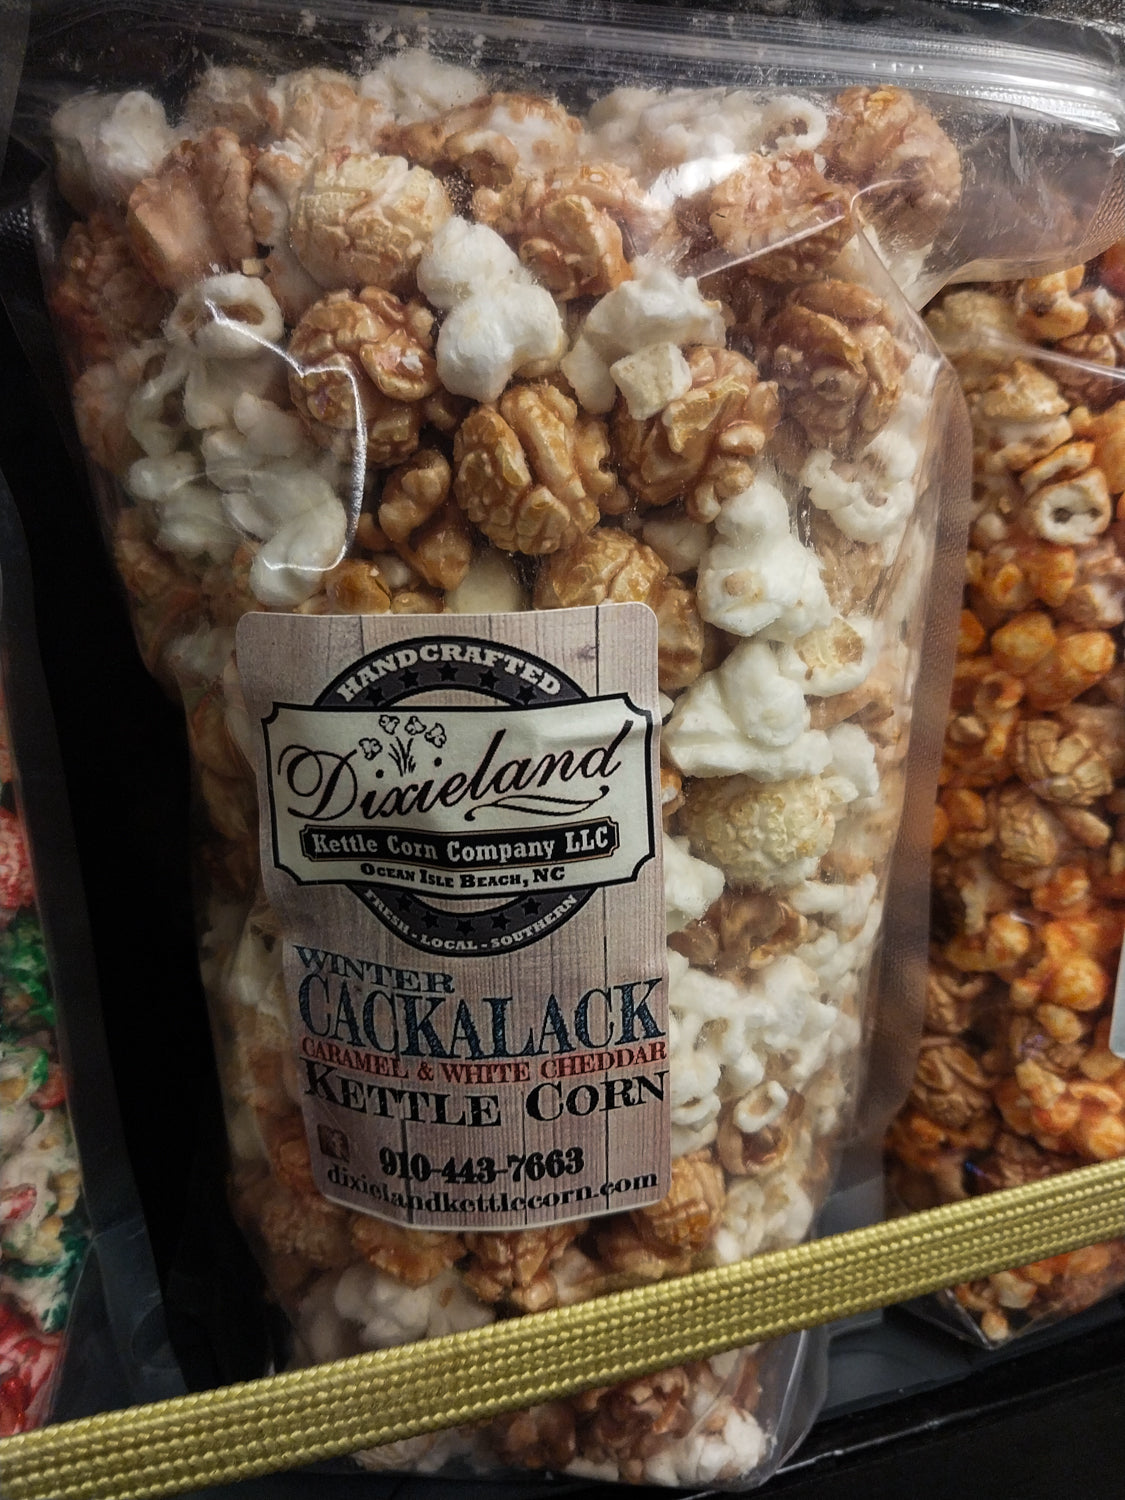 HANDCRAFTED
Dixieland
Kettle Corn Company LLC
OCEAN ISLE BEACH, NC
FRESH - LOCAL - SOUTHERN
WINTER
CACKALACK
CARAMEL & WHITE CHEDDAR
KETTLE CORN
910-443-7663
dixielandkettlecorn.com